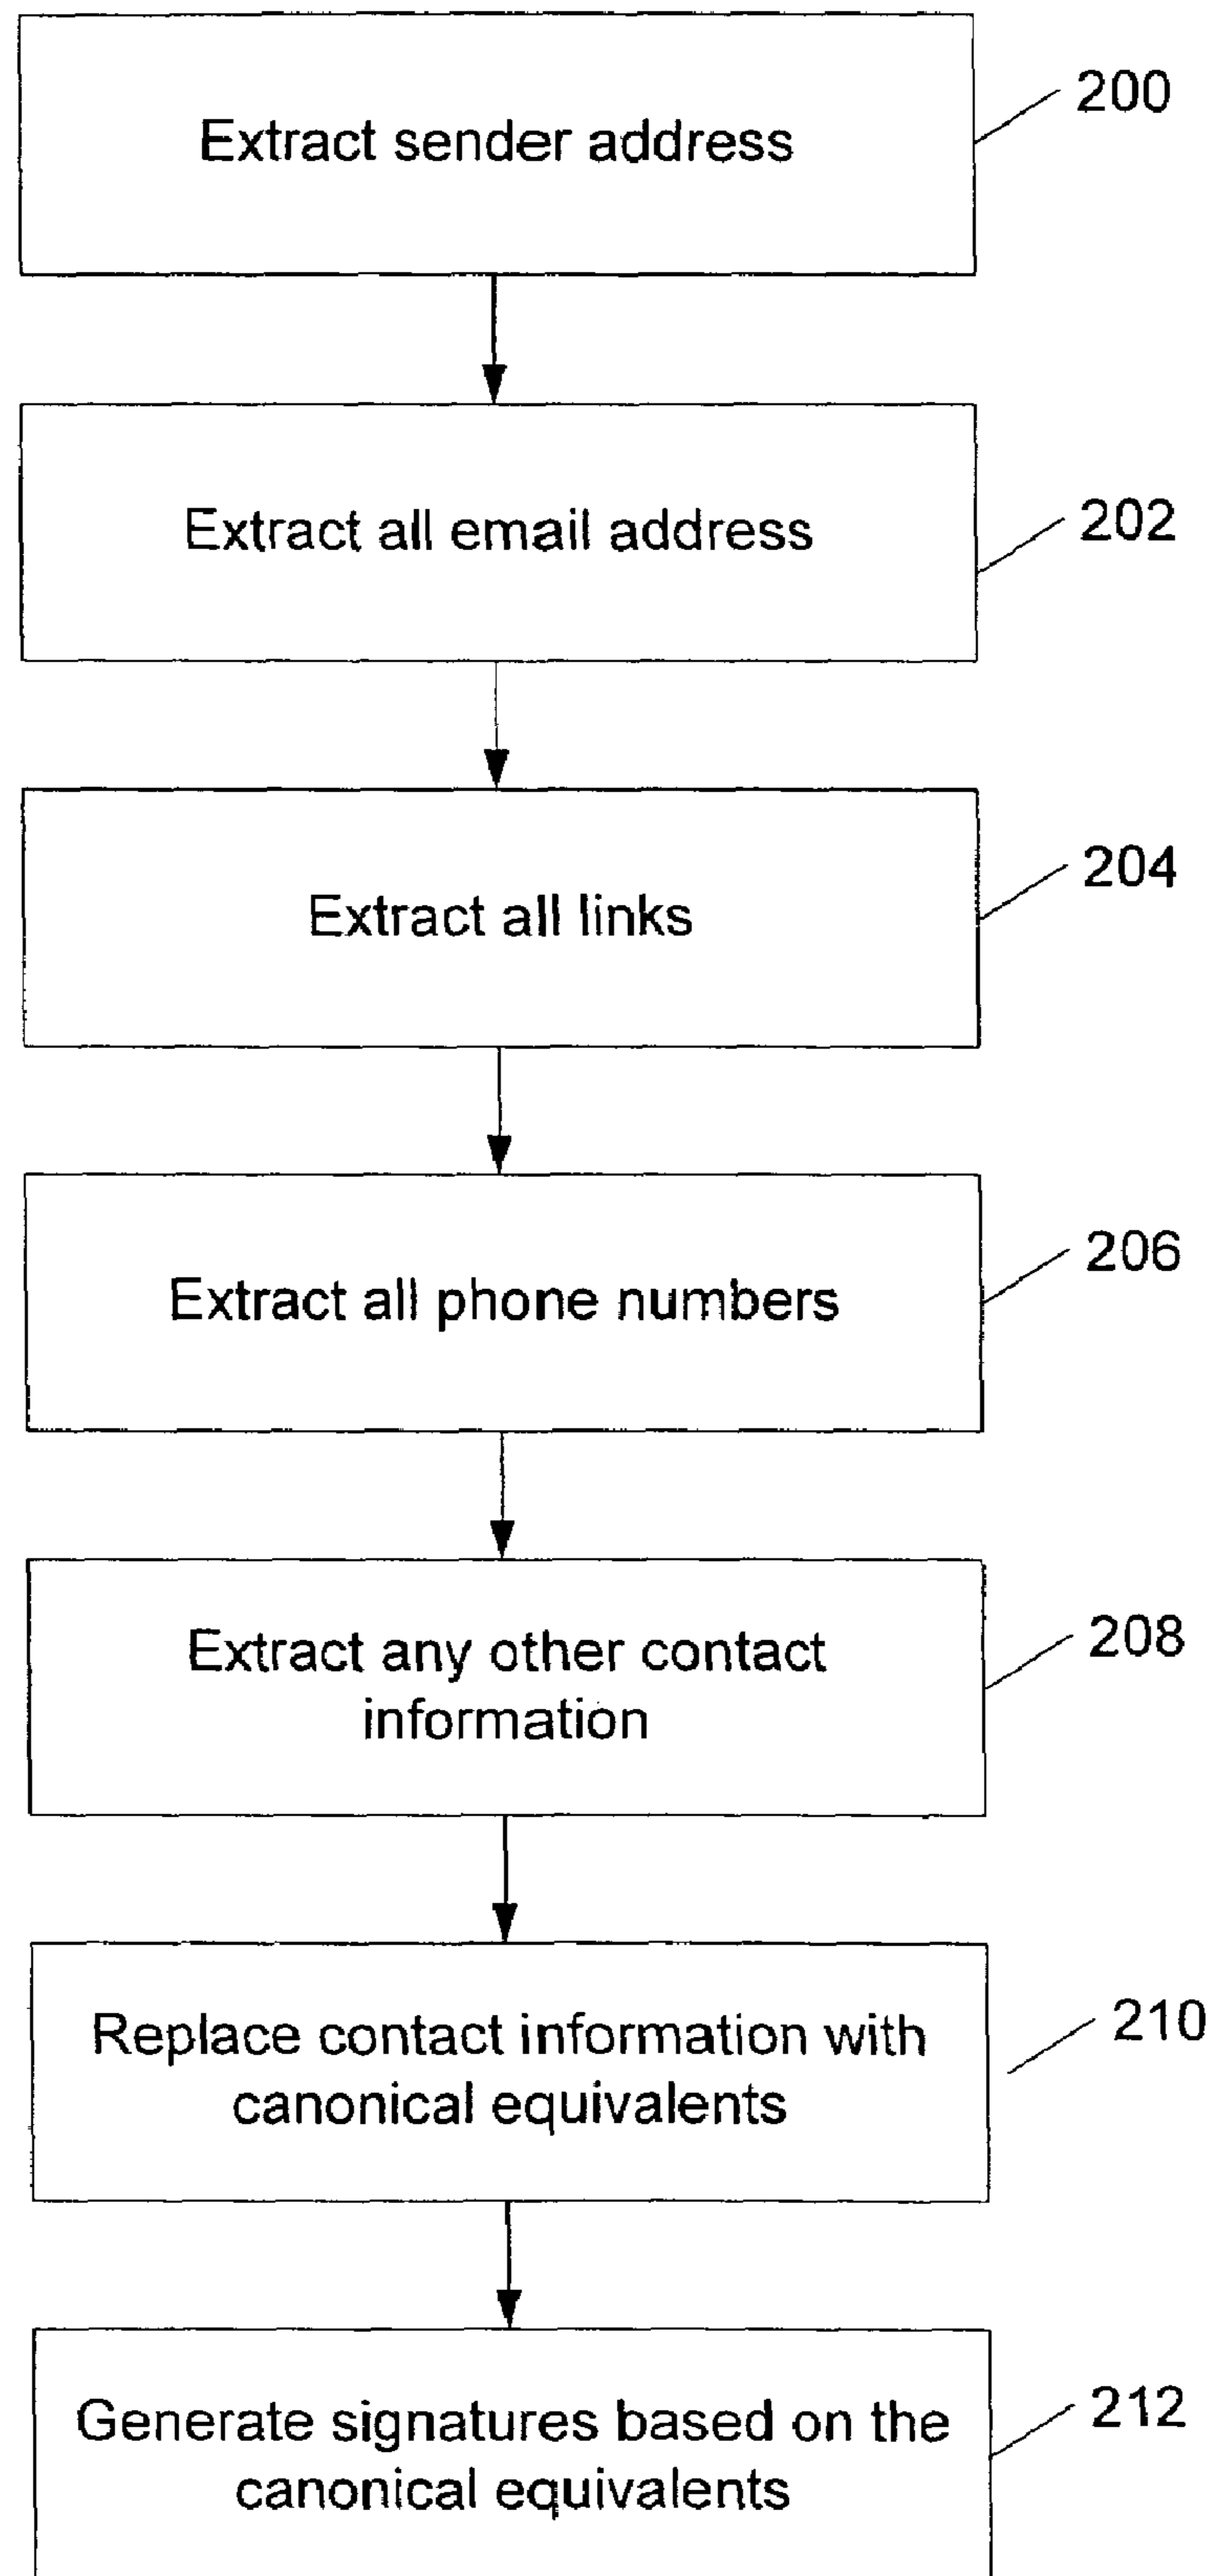 Extract sender address
200
Extract all email address
202
Extract all links
204
Extract all phone numbers
206
Extract any other contact
information
208
Replace contact information with
canonical equivalents
210
Generate signatures based on the
canonical equivalents
212